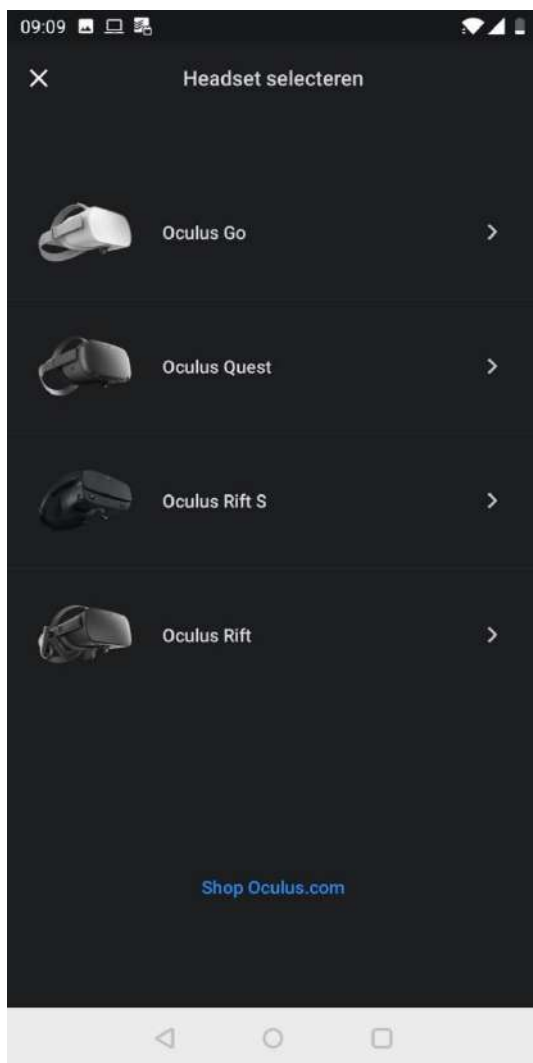 09:09
Headset selecteren
Oculus Go
Oculus Quest
Oculus Rift S
Oculus Rift
Shop Oculus.com